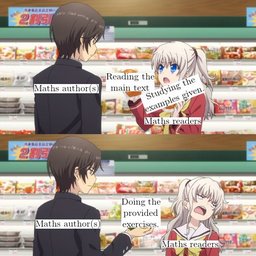 Maths author(s)
Reading the
main text
Studying the
examples given.
Maths readers
Maths author(s)
Doing the
provided
exercises.
Maths readers